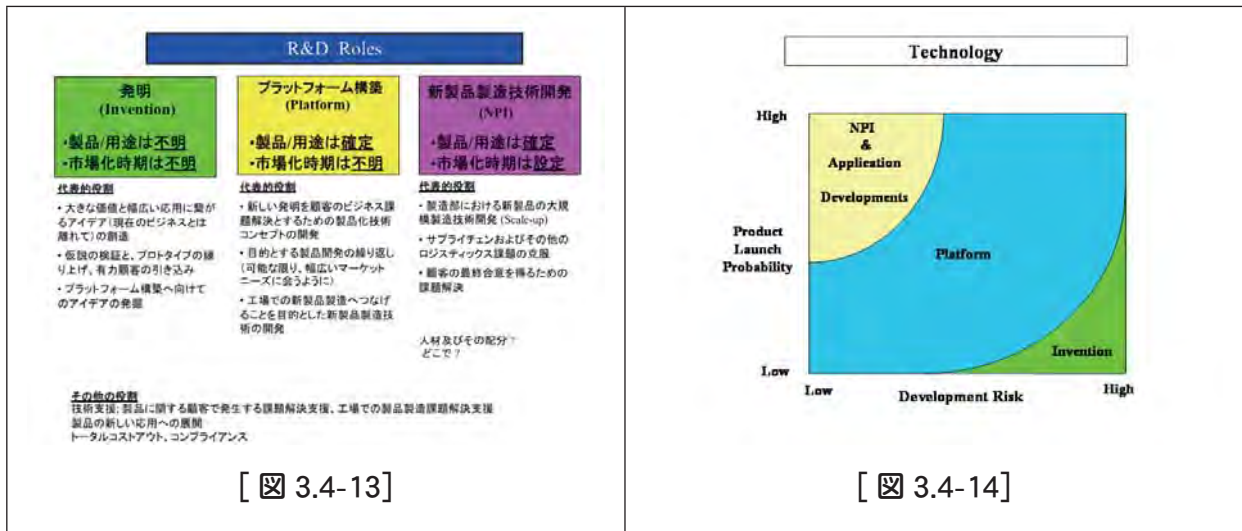 R&D Roles
発明
(Invention)
・製品/用途は不明
・市場化時期は不明
プラットフォーム構築
(Platform)
・製品/用途は確定
・市場化時期は不明
新製品製造技術開発
(NPI)
・製品/用途は確定
・市場化時期は設定
代表的役割
・大きな価値と幅広い応用に繋が
るアイデア(現在のビジネスとは
離れて)の創造
・仮説の検証と、プロトタイプの練
り上げ、有力顧客の引き込み
・プラットフォーム構築へ向けて
のアイデアの発掘
代表的役割
・新しい発明を顧客のビジネス課
題解決とするための製品化技術
コンセプトの開発
・目的とする製品開発の繰り返し
(可能な限り、幅広いマーケット
ニーズに会うように)
・工場での新製品製造へつなげ
ることを目的とした新製品製造技
術の開発
代表的役割
・製造部における新製品の大規
模製造技術開発 (Scale-up)
・サプライチェンおよびその他の
ロジスティックス課題の克服
・顧客の最終合意を得るための
課題解決
人材及びその配分?
どこで?
その他の役割
技術支援: 製品に関する顧客で発生する課題解決支援、工場での製品製造課題解決支援
製品の新しい応用への展開
トータルコストアウト、コンプライアンス
[ 図 3.4-13]
Technology
High
NPI
&
Application
Developments
Product
Launch
Probability
Platform
Invention
Low
Low
Development Risk
High
[ 図 3.4-14]